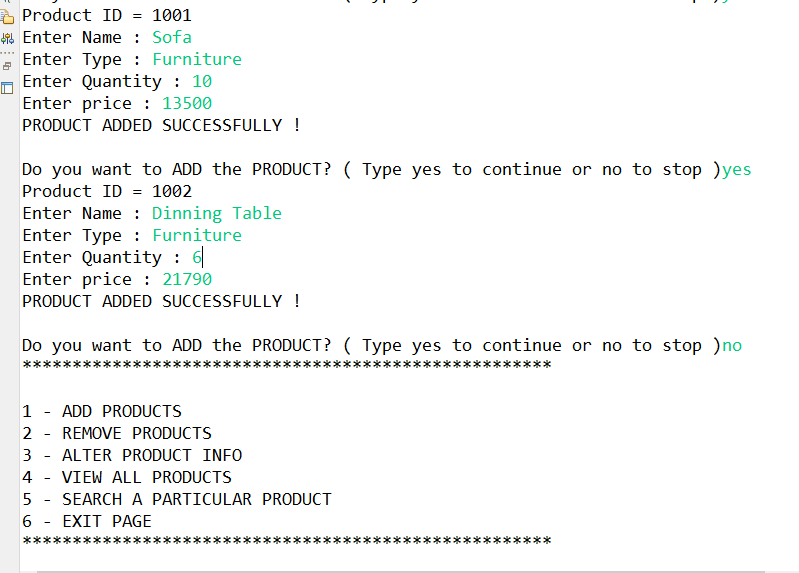 Product ID = 1001
Enter Name : Sofa
Enter Type : Furniture
Enter Quantity : 10
Enter price : 13500
PRODUCT ADDED SUCCESSFULLY !
Do you want to ADD the PRODUCT? ( Type yes to continue or no to stop )yes
Product ID = 1002
Enter Name : Dinning Table
Enter Type : Furniture
Enter Quantity : 6
Enter price : 21790
PRODUCT ADDED SUCCESSFULLY !
Do you want to ADD the PRODUCT? ( Type yes to continue or no to stop )no
*****************************************************
1 - ADD PRODUCTS
2 - REMOVE PRODUCTS
3 - ALTER PRODUCT INFO
4 - VIEW ALL PRODUCTS
5 - SEARCH A PARTICULAR PRODUCT
6 - EXIT PAGE
*****************************************************